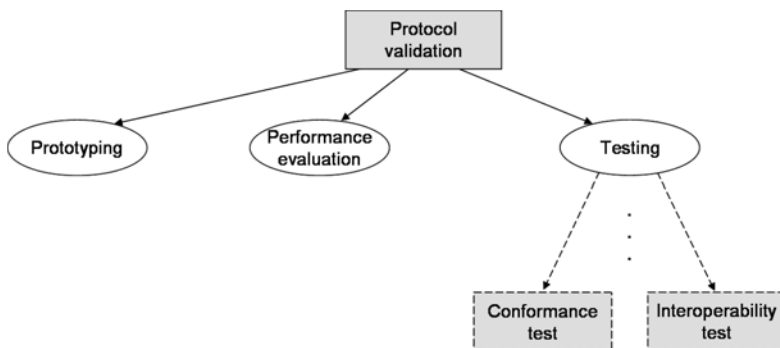 Protocol
validation
Prototyping
Performance
evaluation
Testing
Conformance
test
Interoperability
test